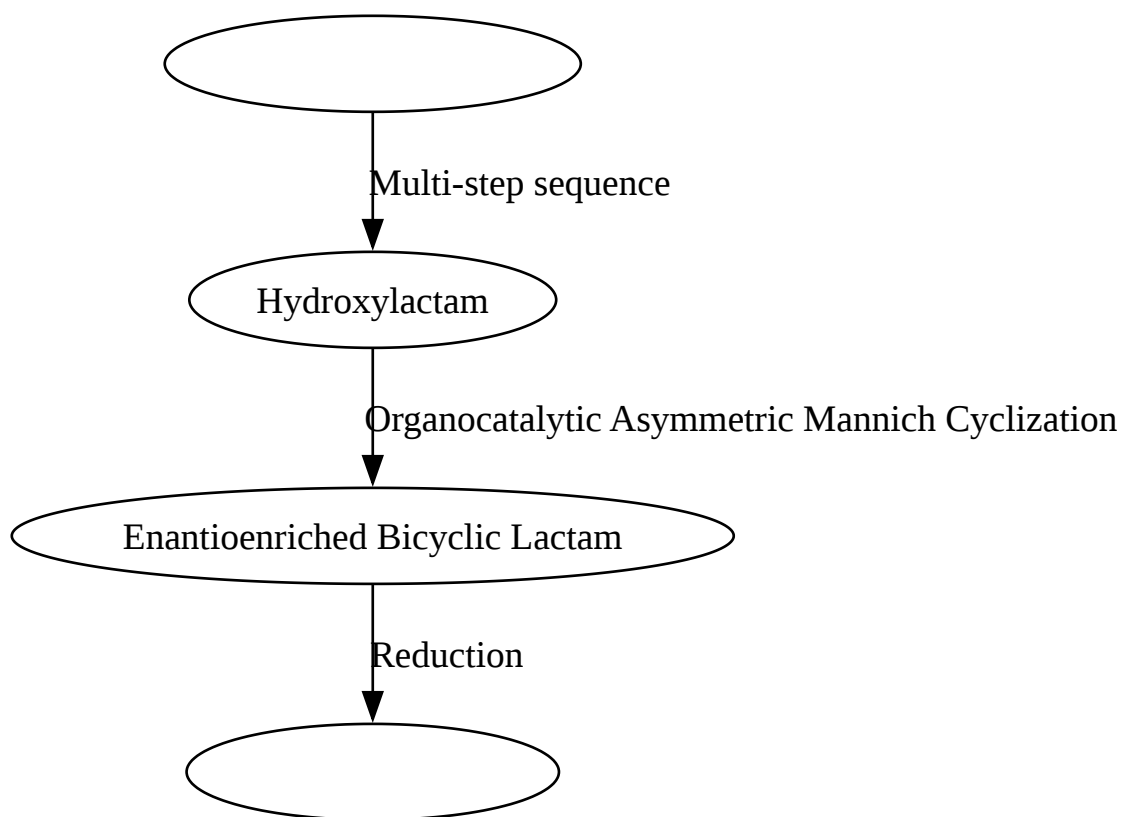 Multi-step sequence
Hydroxylactam
Organocatalytic Asymmetric Mannich Cyclization
Enantioenriched Bicyclic Lactam
Reduction